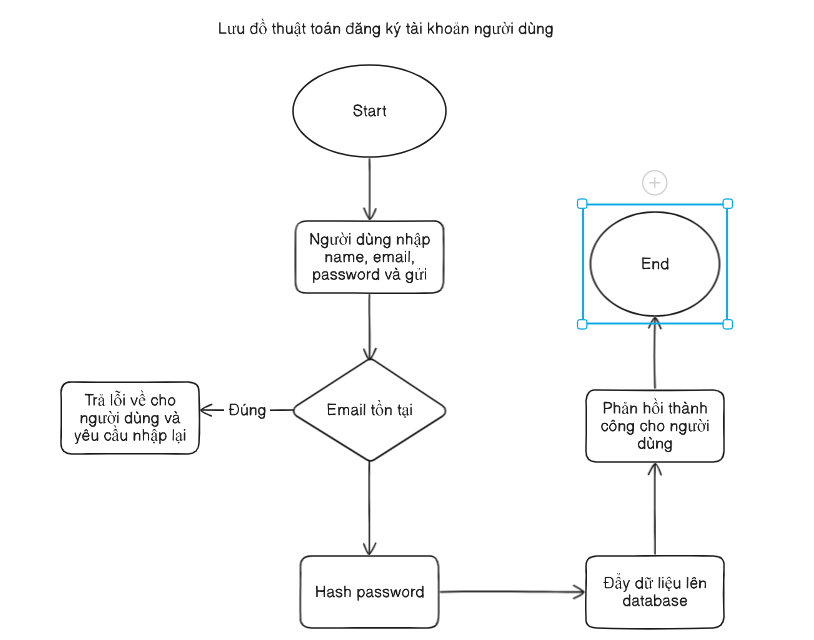 Lưu đồ thuật toán đăng ký tài khoản người dùng
Start
Người dùng nhập
name, email,
password và gửi
Email tồn tại
Đúng
Trả lỗi về cho
người dùng và
yêu cầu nhập lại
Hash password
Đẩy dữ liệu lên
database
Phản hồi thành
công cho người
dùng
End